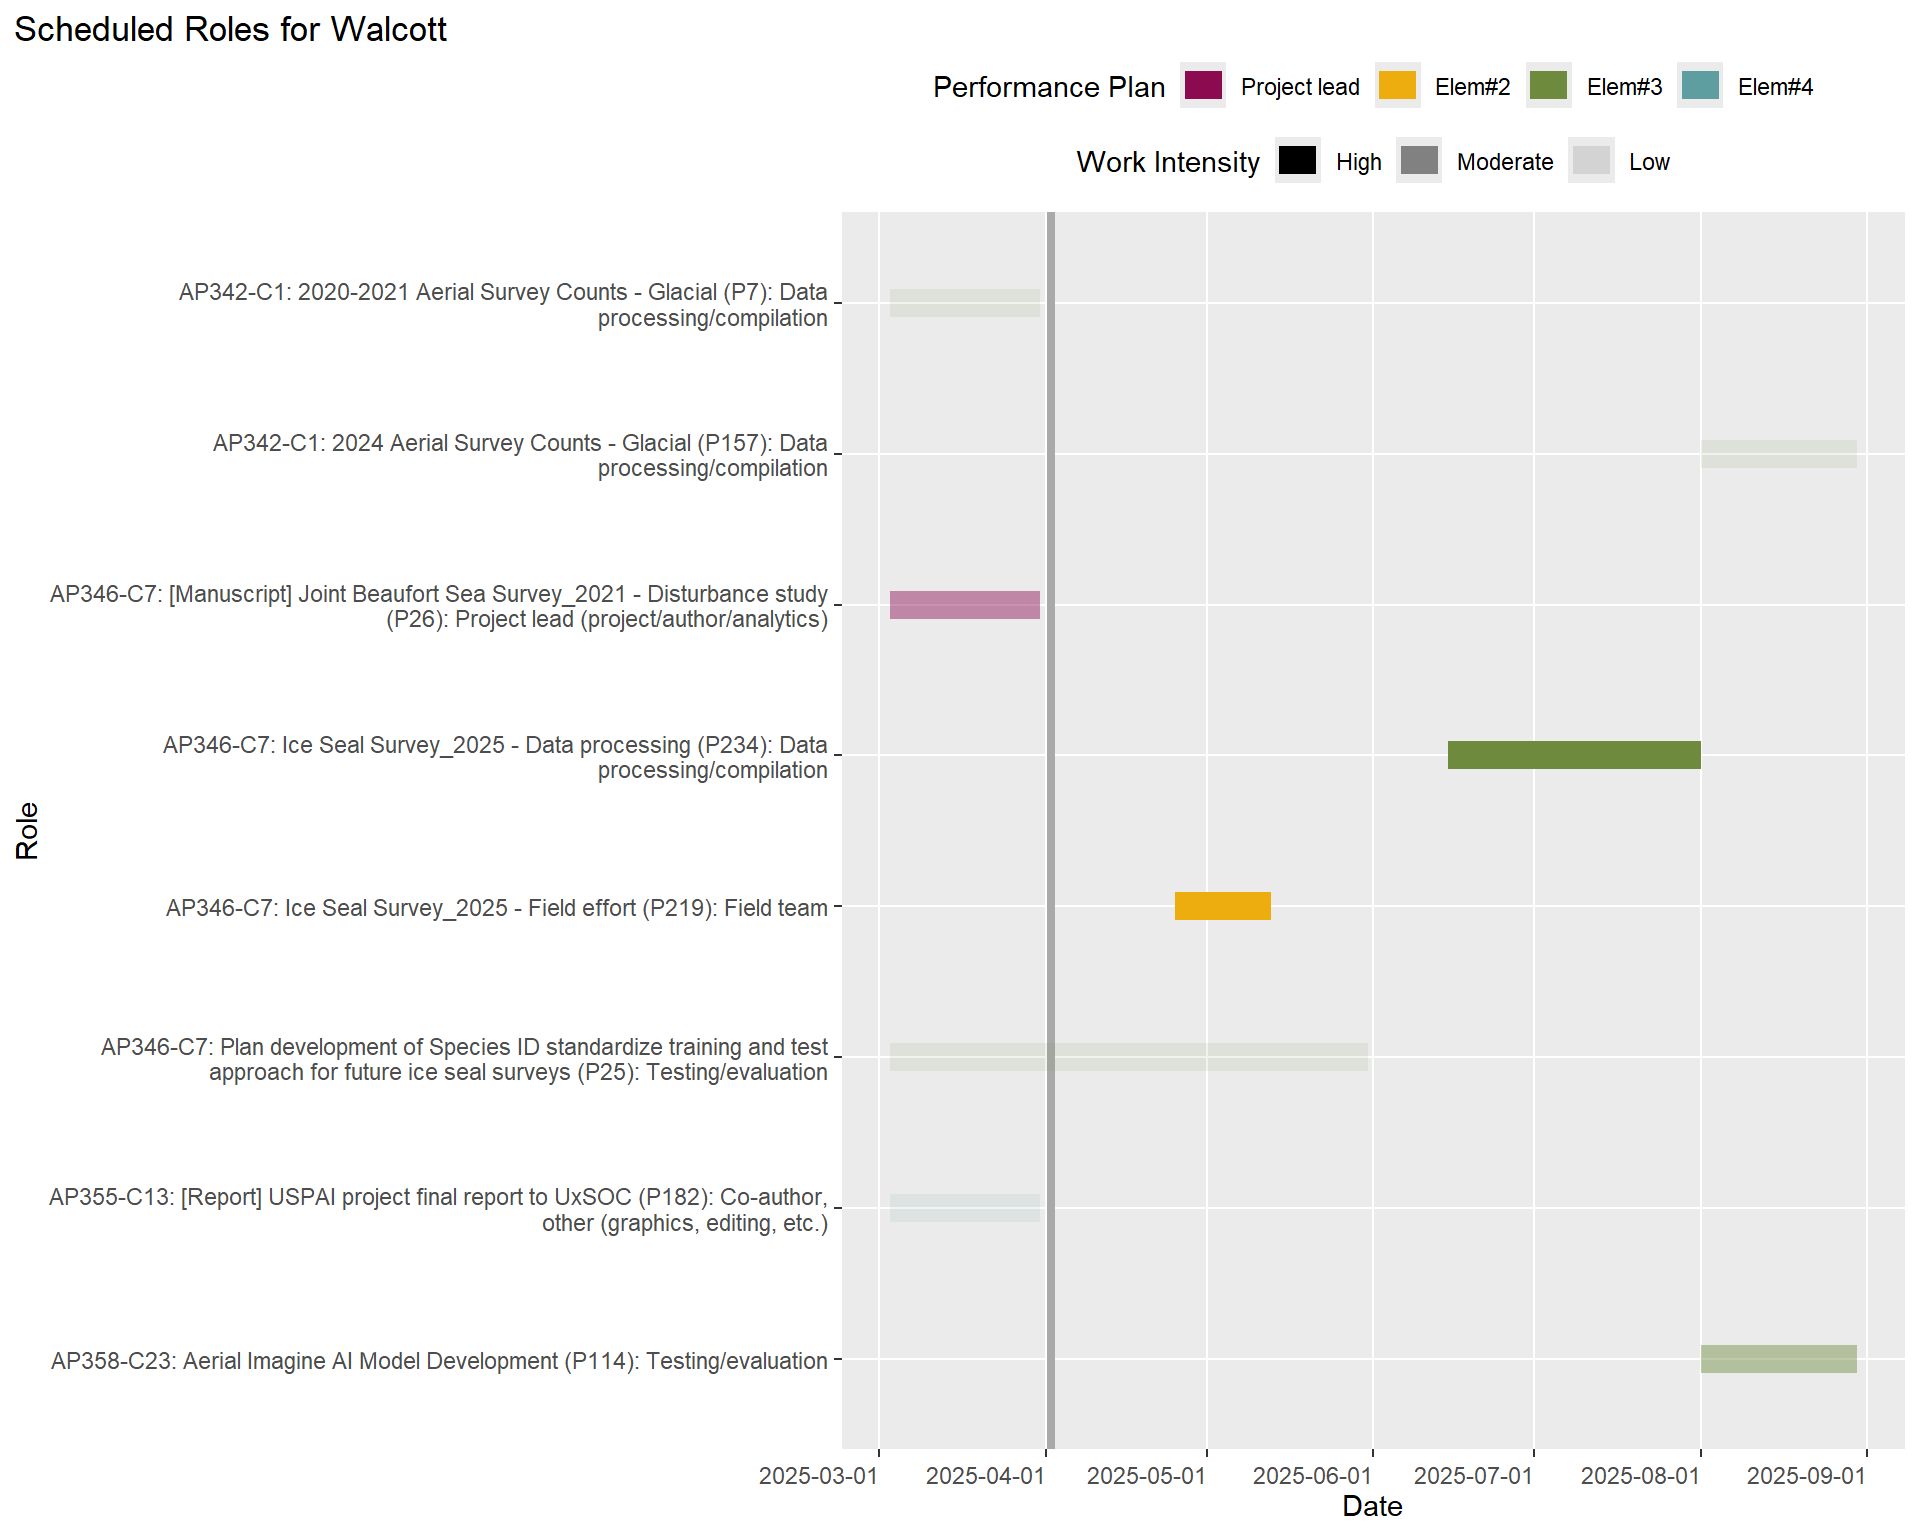 Scheduled Roles for Walcott
Performance Plan Project lead Elem#2 Elem#3 Elem#4
Work Intensity High Moderate Low
AP342-C1: 2020-2021 Aerial Survey Counts - Glacial (P7): Data
processing/compilation
AP342-C1: 2024 Aerial Survey Counts - Glacial (P157): Data
processing/compilation
AP346-C7: [Manuscript] Joint Beaufort Sea Survey_2021 - Disturbance study
(P26): Project lead (project/author/analytics)
AP346-C7: Ice Seal Survey_2025 - Data processing (P234): Data
processing/compilation
AP346-C7: Ice Seal Survey_2025 - Field effort (P219): Field team
AP346-C7: Plan development of Species ID standardize training and test
approach for future ice seal surveys (P25): Testing/evaluation
AP355-C13: [Report] USPAI project final report to UxSOC (P182): Co-author,
other (graphics, editing, etc.)
AP358-C23: Aerial Imagine AI Model Development (P114): Testing/evaluation
Role
2025-03-01 2025-04-01 2025-05-01 2025-06-01 2025-07-01 2025-08-01 2025-09-01
Date